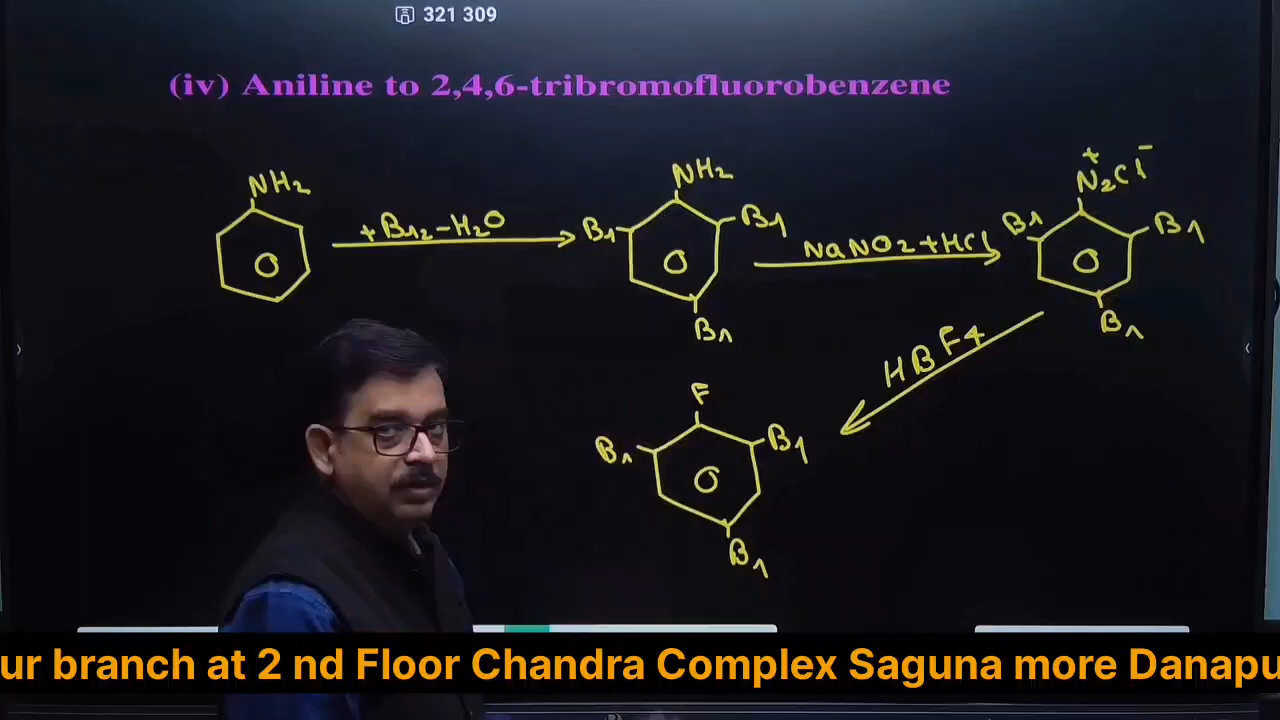 321 309
(iv) Aniline to 2,4,6-tribromofluorobenzene
NH2
+Br2-H2O
NH2
Br
Br
Br
NaNO2+HCl
N2Cl
+
-
Br
Br
Br
HBF4
F
Br
Br
Br
ur branch at 2 nd Floor Chandra Complex Saguna more Danapu